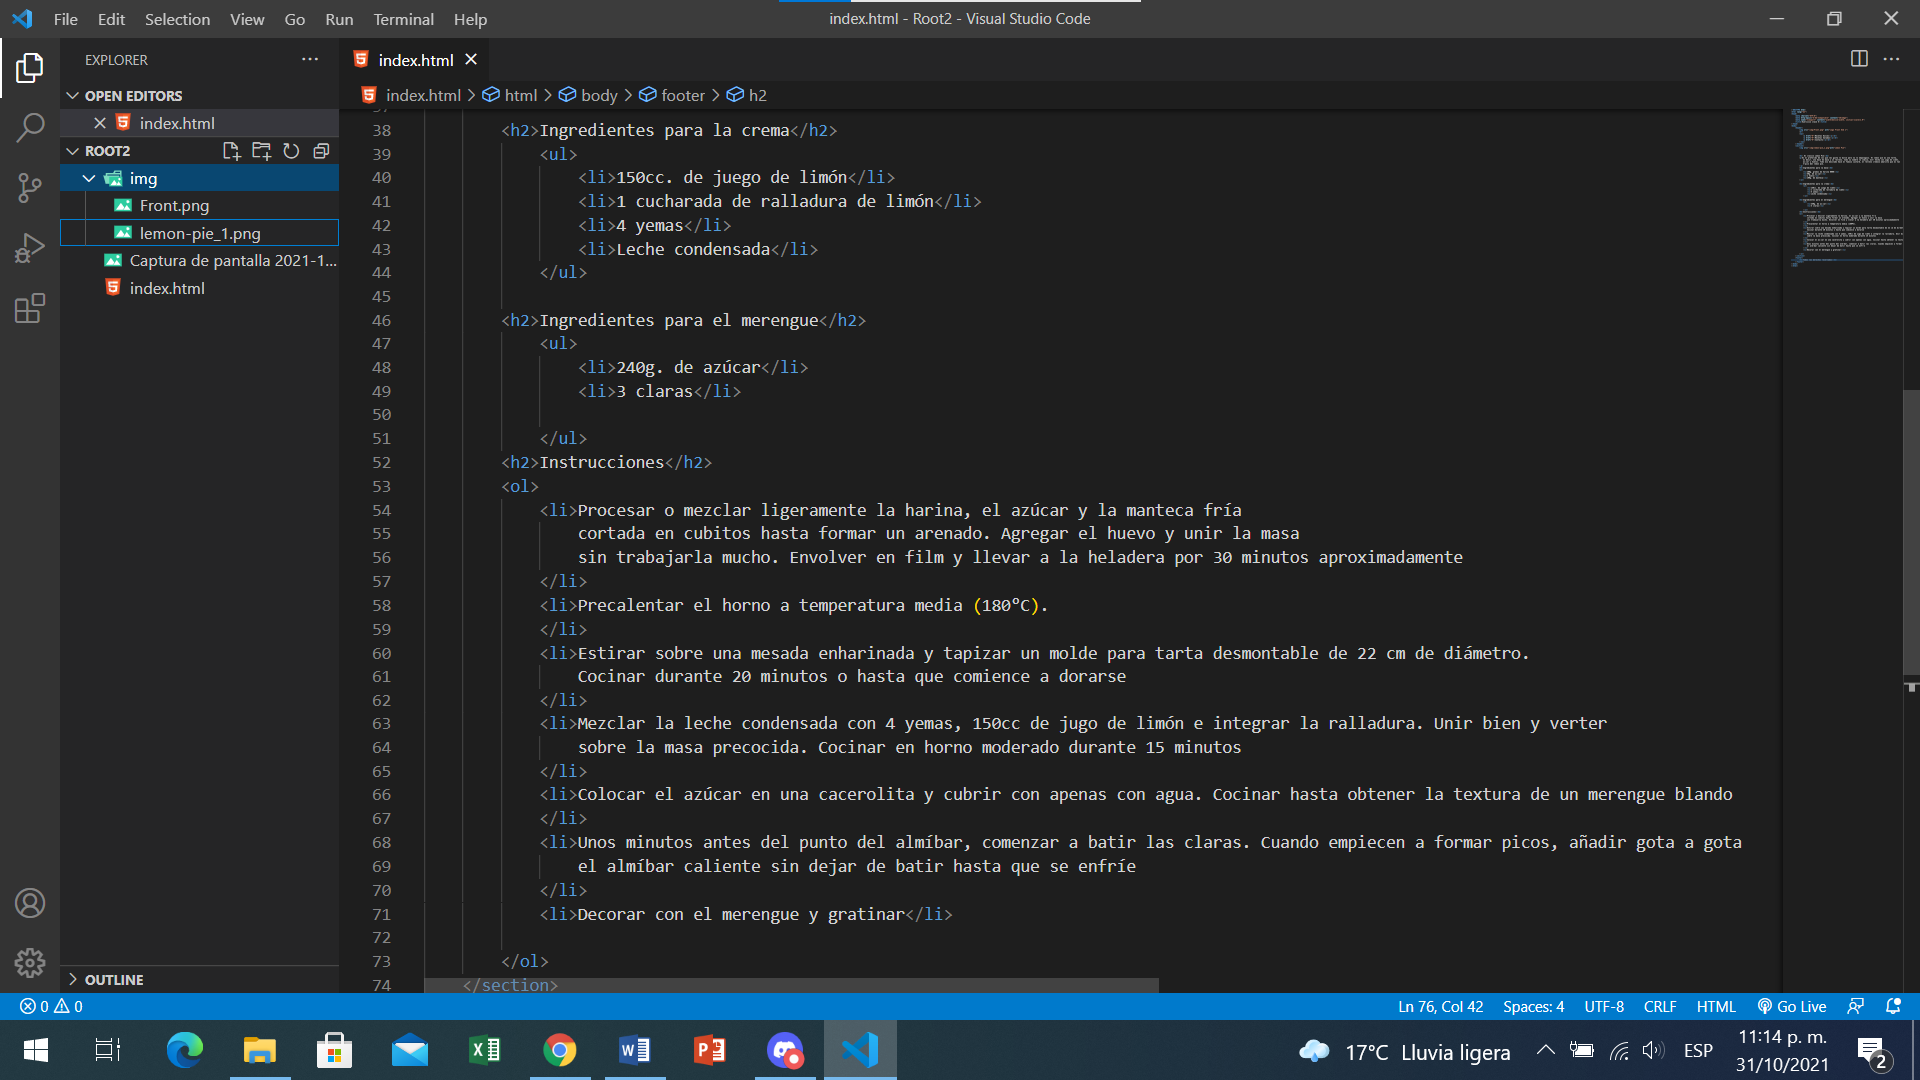 File Edit Selection View Go Run Terminal Help
index.html - Root2 - Visual Studio Code
EXPLORER
OPEN EDITORS
index.html
ROOT2
img
Front.png
lemon-pie_1.png
Captura de pantalla 2021-1...
index.html
OUTLINE
index.html
index.html > html > body > footer > h2
38 <h2>Ingredientes para la crema</h2>
39 <ul>
40 <li>150cc. de juego de limón</li>
41 <li>1 cucharada de ralladura de limón</li>
42 <li>4 yemas</li>
43 <li>Leche condensada</li>
44 </ul>
45
46 <h2>Ingredientes para el merengue</h2>
47 <ul>
48 <li>240g. de azúcar</li>
49 <li>3 claras</li>
50
51 </ul>
52 <h2>Instrucciones</h2>
53 <ol>
54 <li>Procesar o mezclar ligeramente la harina, el azúcar y la manteca fría
55 cortada en cubitos hasta formar un arenado. Agregar el huevo y unir la masa
56 sin trabajarla mucho. Envolver en film y llevar a la heladera por 30 minutos aproximadamente
57 </li>
58 <li>Precalentar el horno a temperatura media (180°C).
59 </li>
60 <li>Estirar sobre una mesada enharinada y tapizar un molde para tarta desmontable de 22 cm de diámetro.
61 Cocinar durante 20 minutos o hasta que comience a dorarse
62 </li>
63 <li>Mezclar la leche condensada con 4 yemas, 150cc de jugo de limón e integrar la ralladura. Unir bien y verter
64 sobre la masa precocida. Cocinar en horno moderado durante 15 minutos
65 </li>
66 <li>Colocar el azúcar en una cacerolita y cubrir con apenas con agua. Cocinar hasta obtener la textura de un merengue blando
67 </li>
68 <li>Unos minutos antes del punto del almíbar, comenzar a batir las claras. Cuando empiecen a formar picos, añadir gota a gota
69 el almíbar caliente sin dejar de batir hasta que se enfríe
70 </li>
71 <li>Decorar con el merengue y gratinar</li>
72
73 </ol>
74 </section>
0 0
Ln 76, Col 42 Spaces: 4 UTF-8 CRLF HTML Go Live
17°C Lluvia ligera
ESP
11:14 p. m.
31/10/2021
2